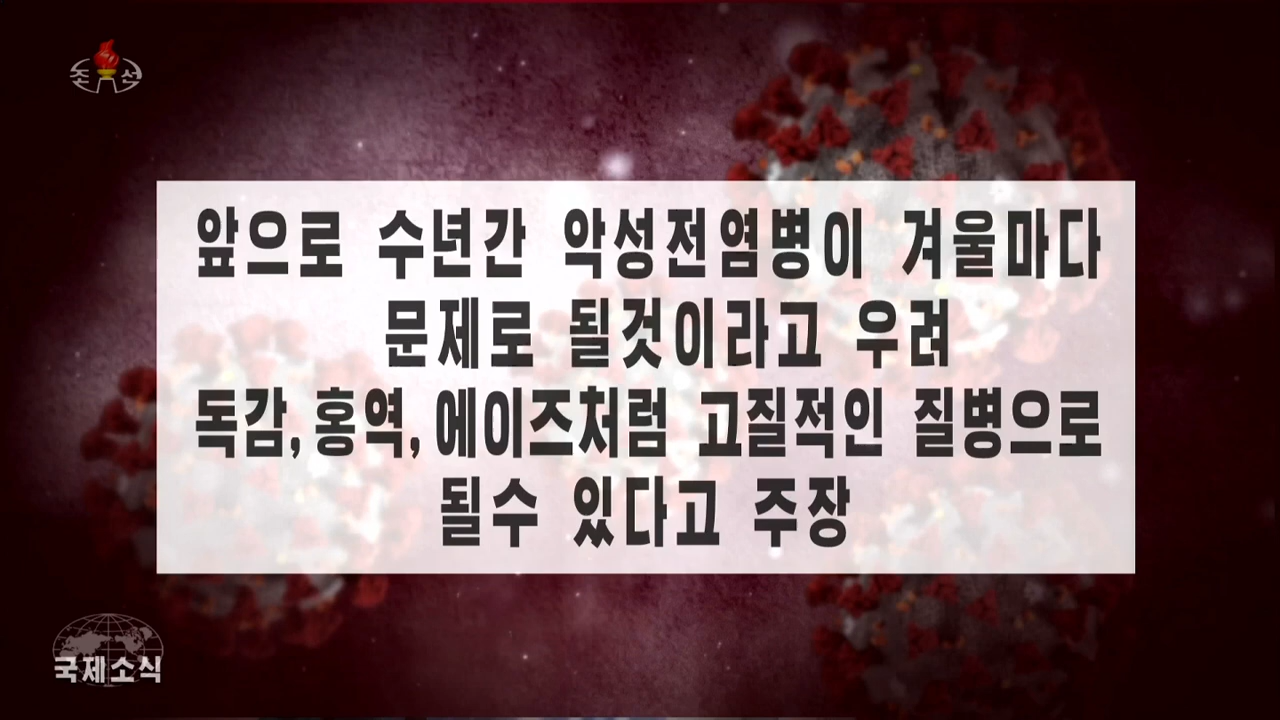 조선
앞으로 수년간 악성전염병이 겨울마다
문제로 될것이라고 우려
독감, 홍역, 에이즈처럼 고질적인 질병으로
될수 있다고 주장
국제소식